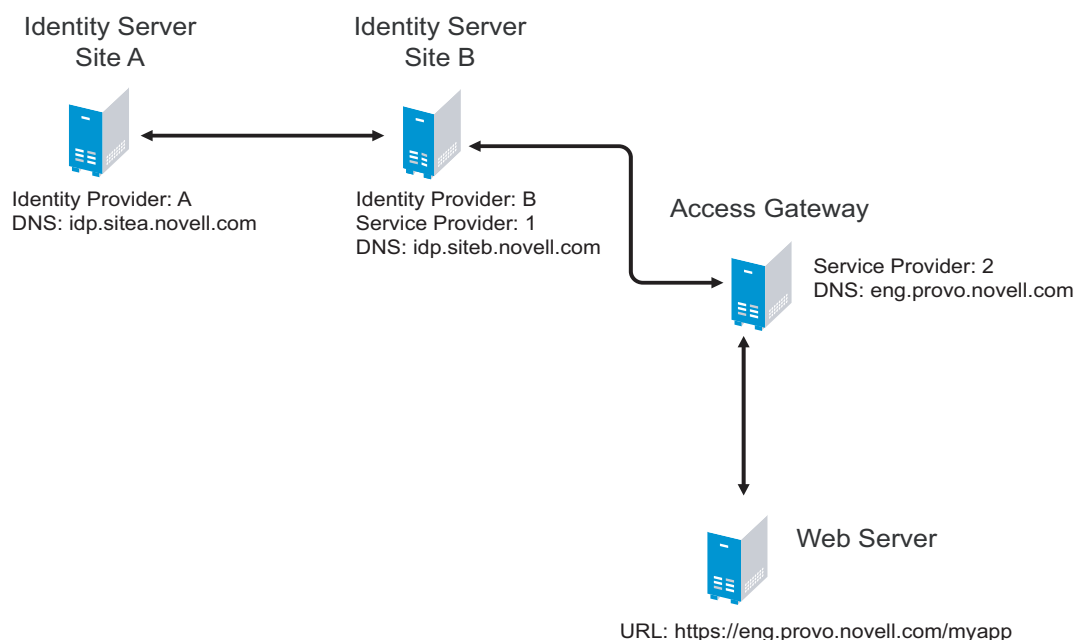 Identity Server
Site A
Identity Server
Site B
Identity Provider: A
DNS: idp.sitea.novell.com
Identity Provider: B
Service Provider: 1
DNS: idp.siteb.novell.com
Access Gateway
Service Provider: 2
DNS: eng.provo.novell.com
Web Server
URL: https://eng.provo.novell.com/myapp